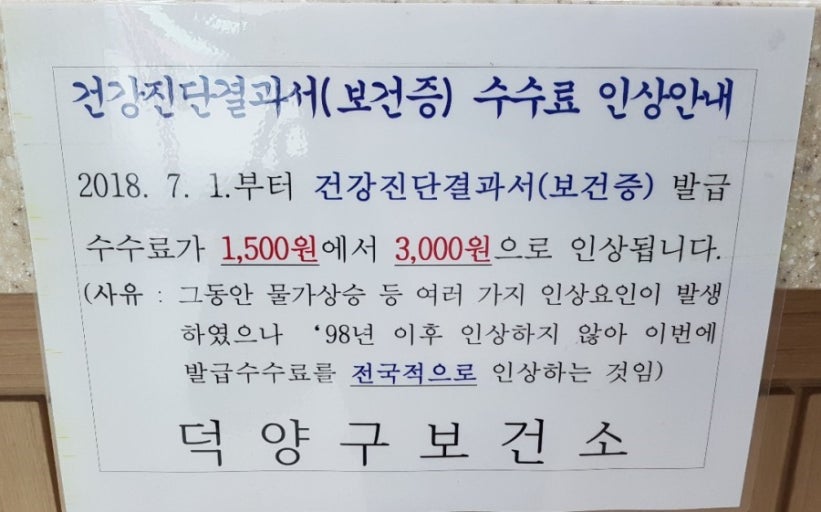 건강진단결과서(보건증) 수수료 인상안내
2018. 7. 1.부터 건강진단결과서(보건증) 발급
수수료가 1,500원에서 3,000원으로 인상됩니다.
(사유 : 그동안 물가상승 등 여러 가지 인상요인이 발생
하였으나 ‘98년 이후 인상하지 않아 이번에
발급수수료를 전국적으로 인상하는 것임)
덕양구보건소